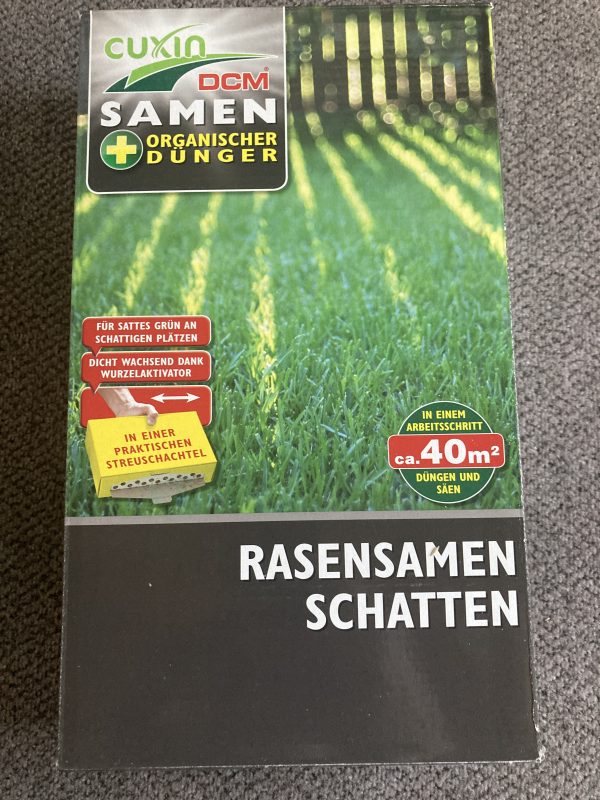 cuxin
DCM®
SAMEN
ORGANISCHER
DÜNGER
FÜR SATTES GRÜN AN
SCHATTIGEN PLÄTZEN
DICHT WACHSEND DANK
WURZELAKTIVATOR
IN EINER
PRAKTISCHEN
STREUSCHACHTEL
IN EINEM
ARBEITSSCHRITT
ca.40m²
DÜNGEN UND
SÄEN
RASENSAMEN
SCHATTEN